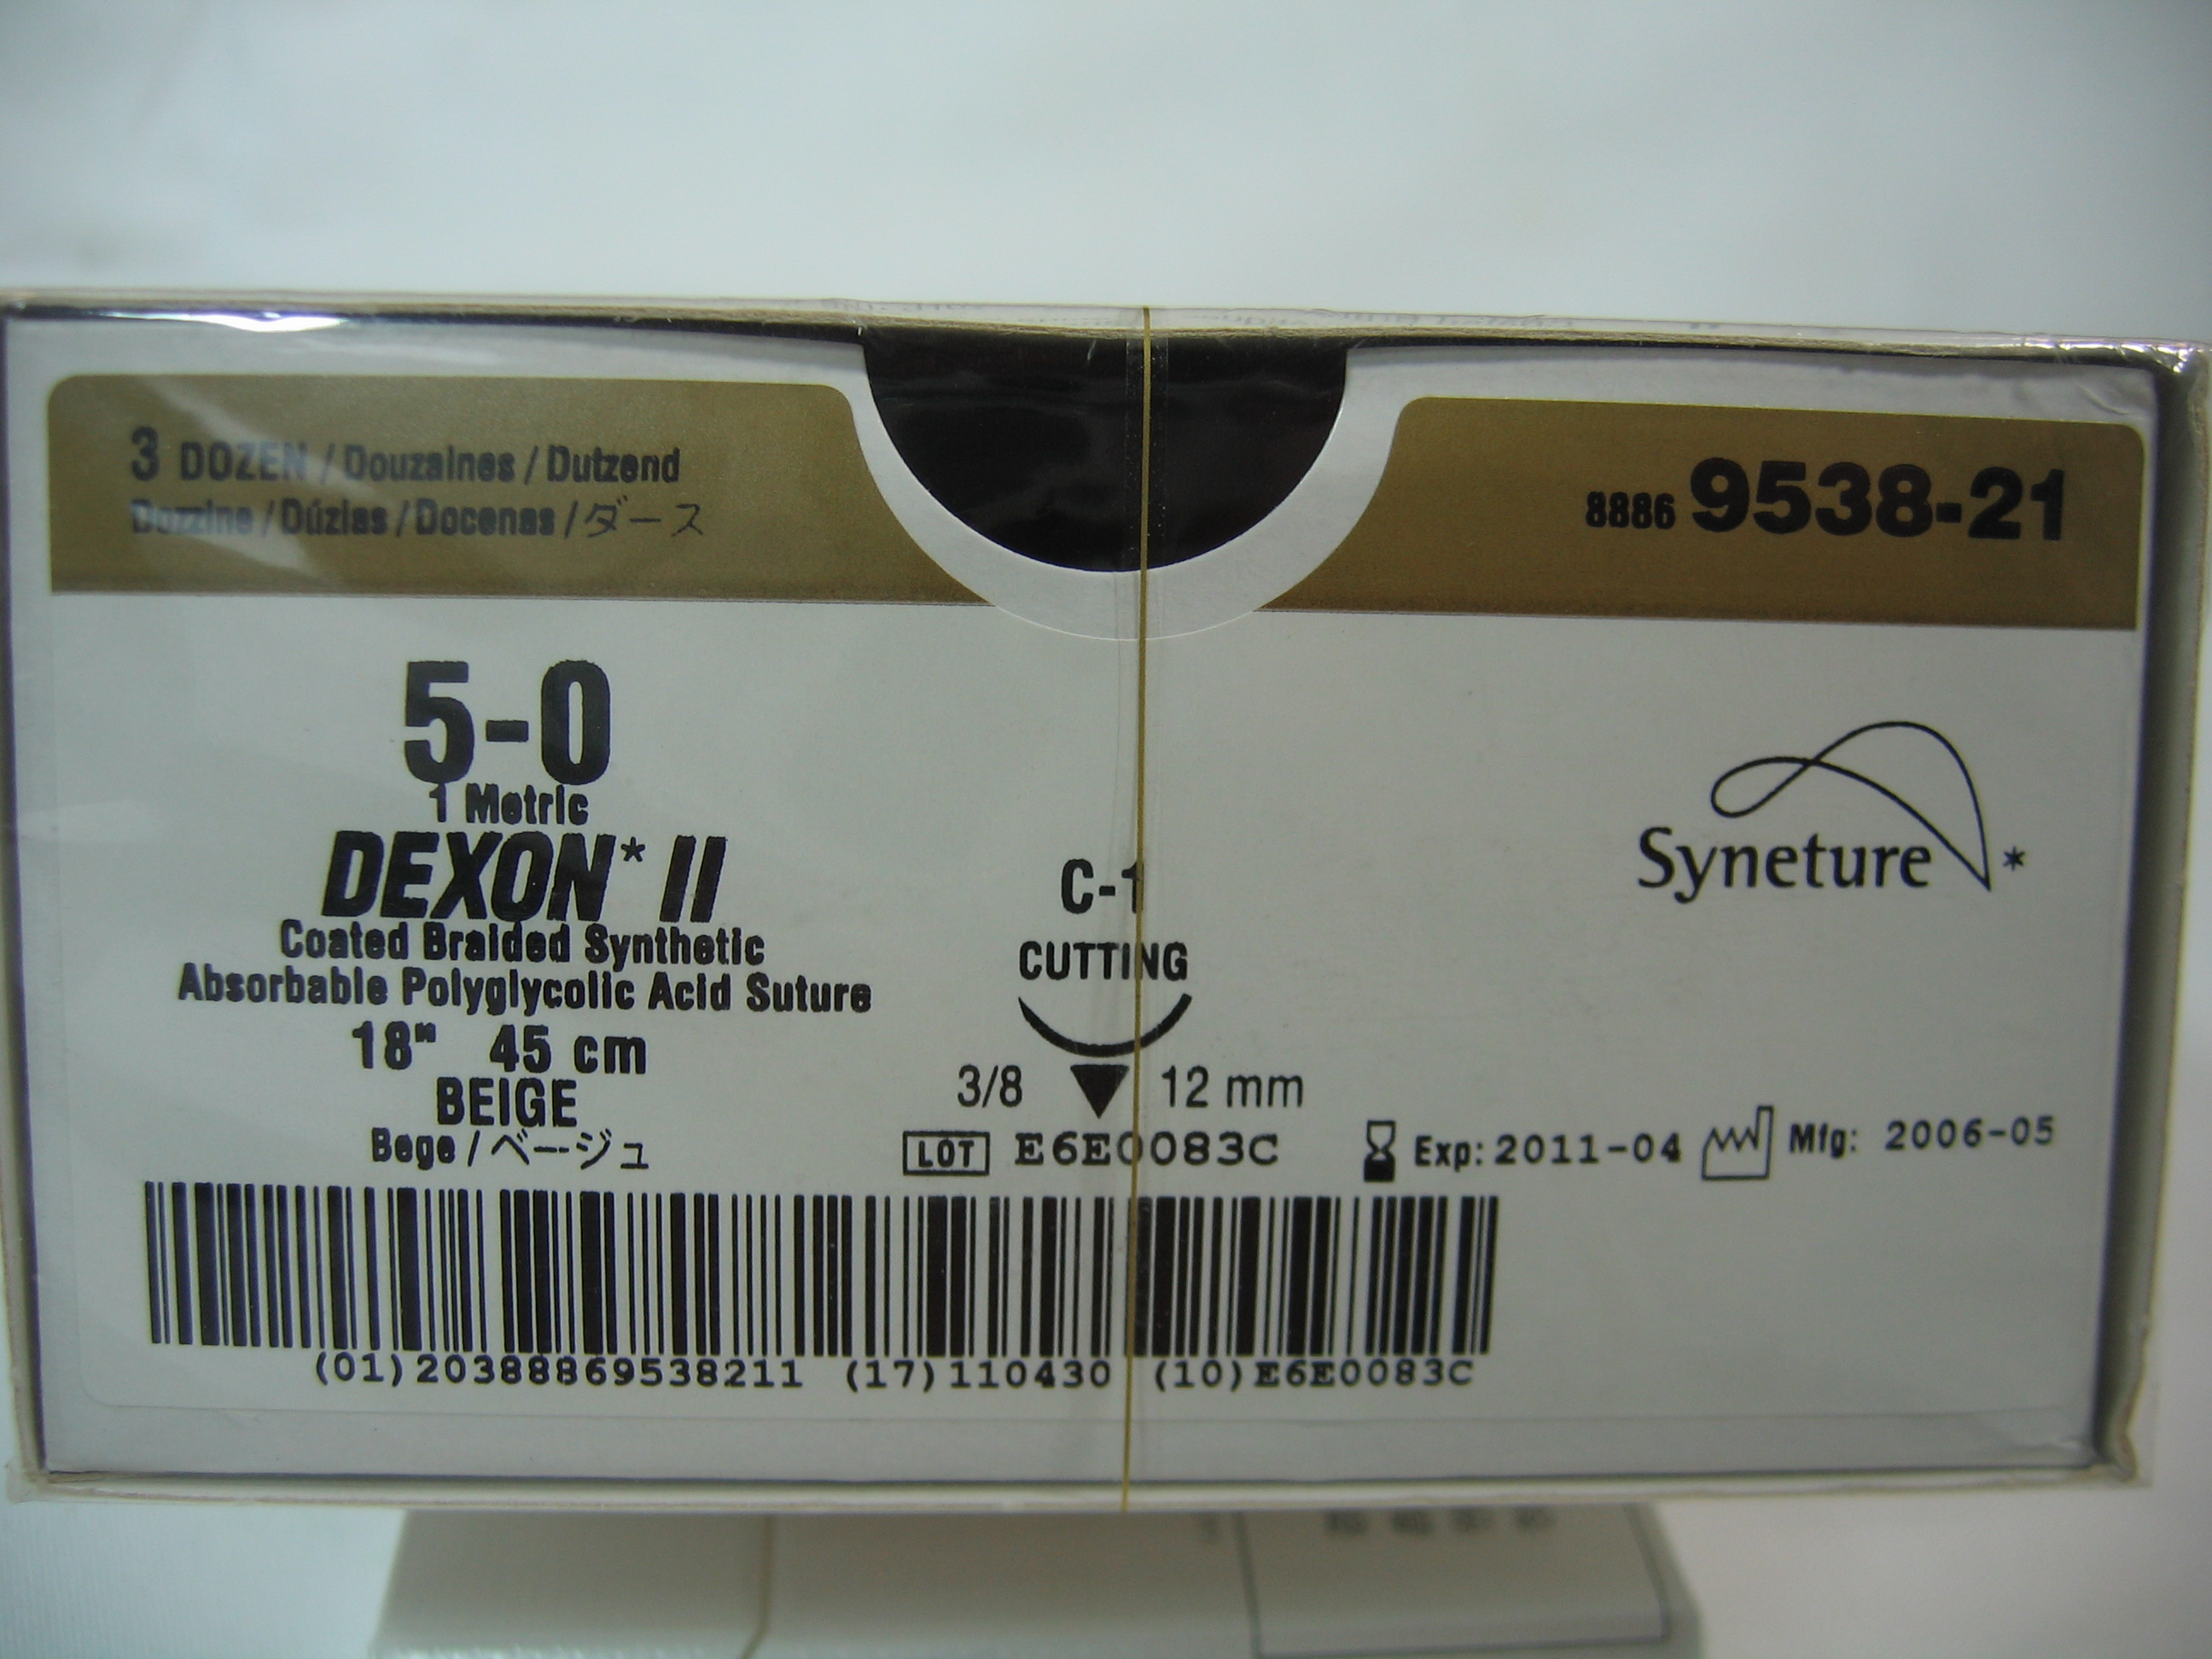 3 DOZEN / Douzaines / Dutzend
Dozzine / Dúzias / Docenas / ダース
8886 9538-21
5-0
1 Metric
DEXON* II
Coated Braided Synthetic
Absorbable Polyglycolic Acid Suture
18" 45 cm
BEIGE
Bege / ベージュ
C-1
CUTTING
3/8 12 mm
Syneture*
LOT E6E0083C
Exp: 2011-04
Mfg: 2006-05
(01)20388869538211 (17)110430 (10)E6E0083C